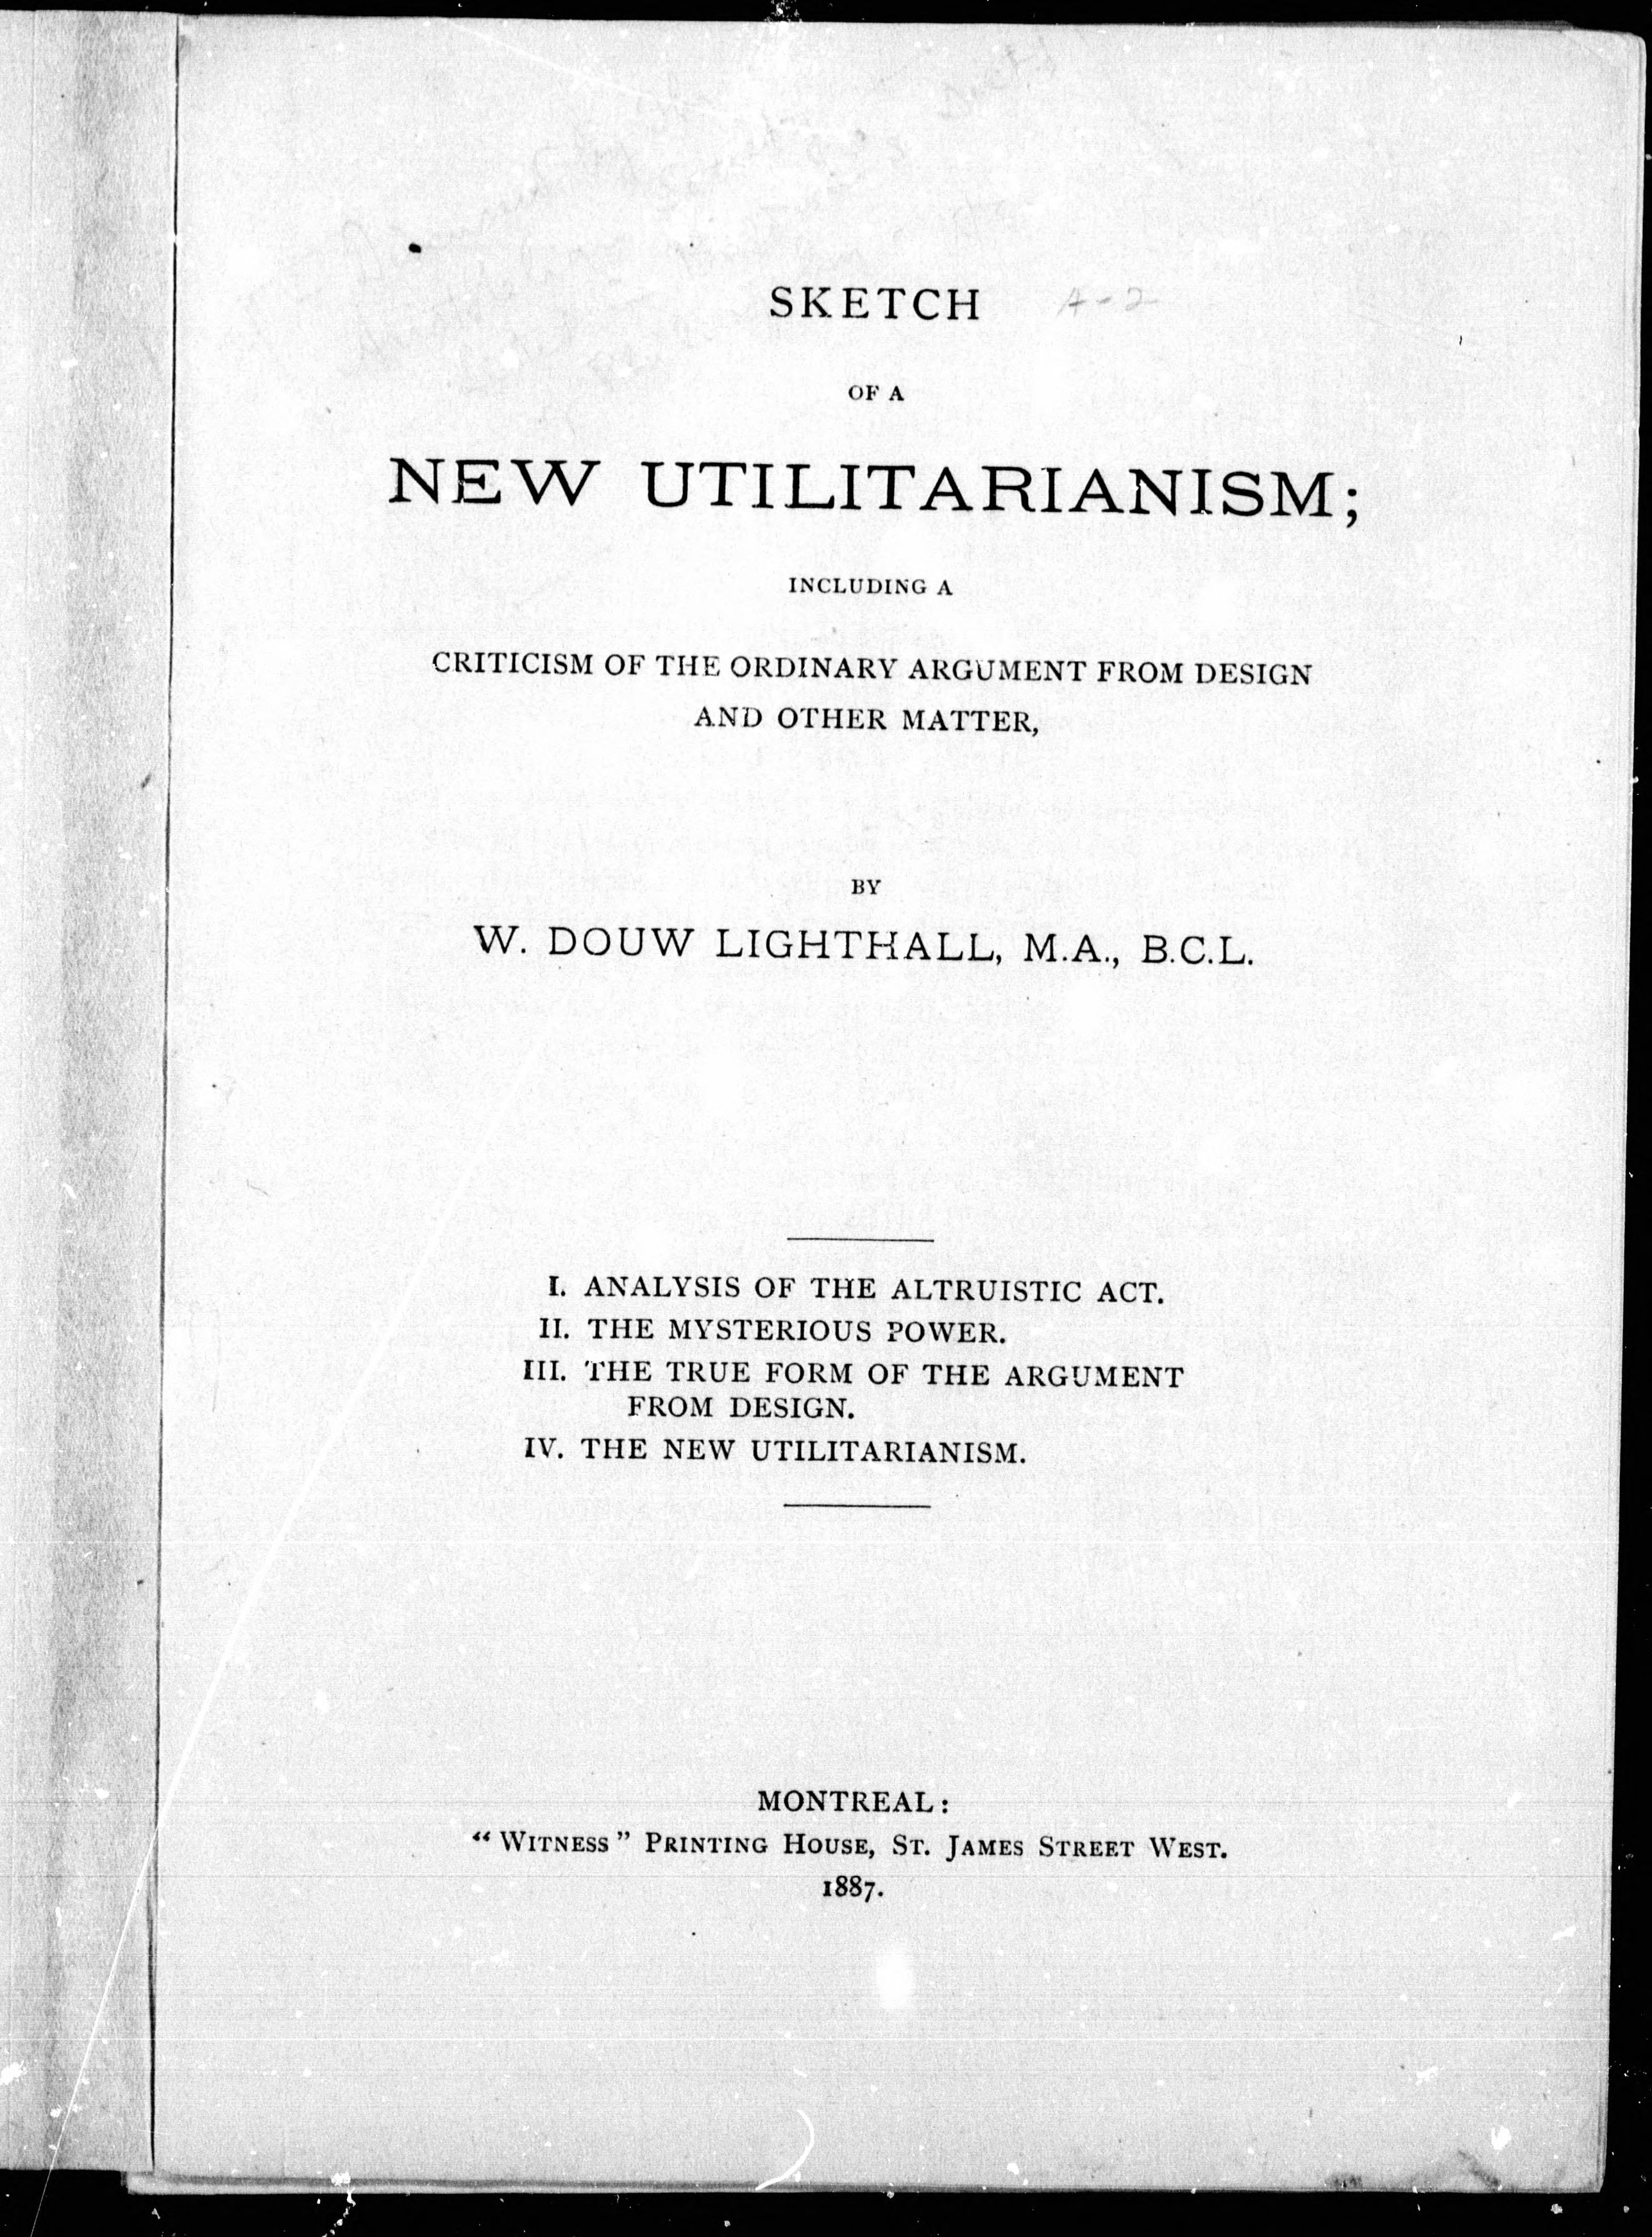 SKETCH A-2
OF A
NEW UTILITARIANISM;
INCLUDING A
CRITICISM OF THE ORDINARY ARGUMENT FROM DESIGN
AND OTHER MATTER,
BY
W. DOUW LIGHTHALL, M.A., B.C.L.
I. ANALYSIS OF THE ALTRUISTIC ACT.
II. THE MYSTERIOUS POWER.
III. THE TRUE FORM OF THE ARGUMENT
FROM DESIGN.
IV. THE NEW UTILITARIANISM.
MONTREAL:
“WITNESS” PRINTING HOUSE, ST. JAMES STREET WEST.
1887.